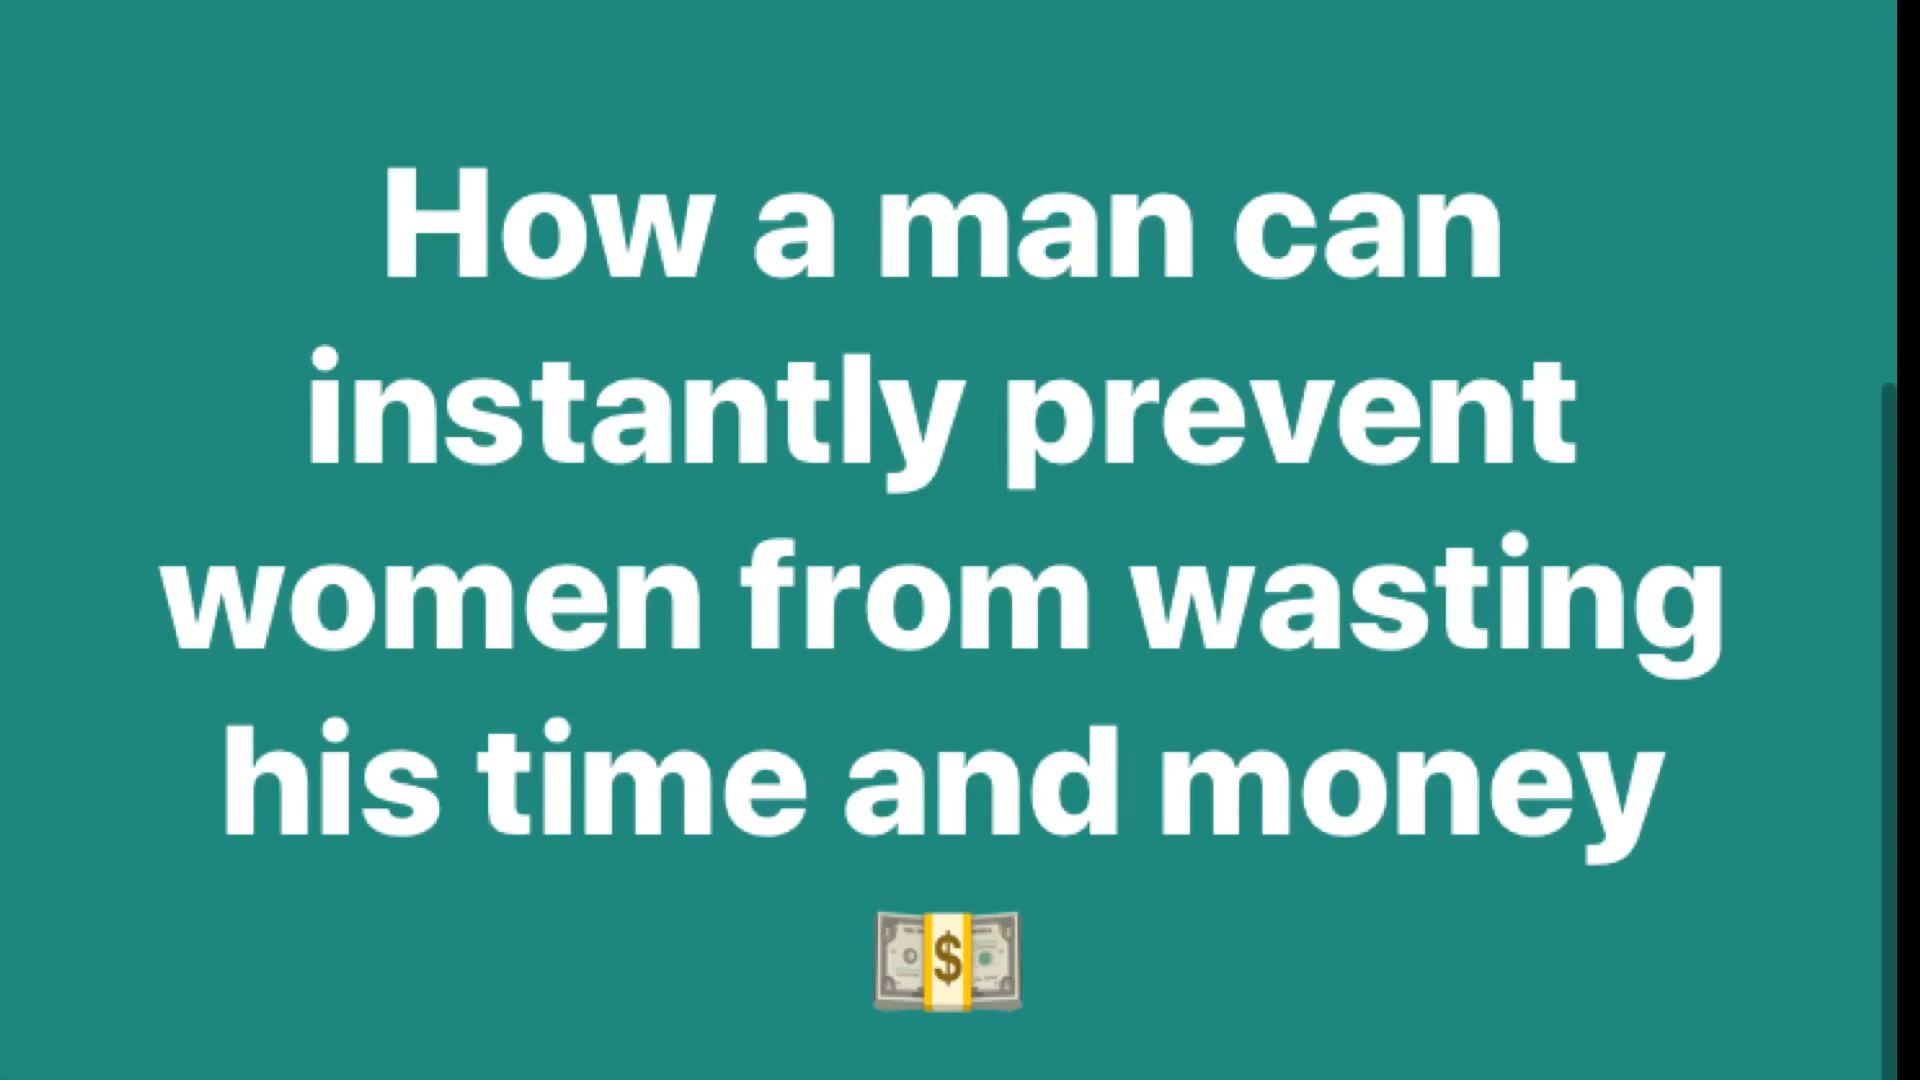 How a man can
instantly prevent
women from wasting
his time and money